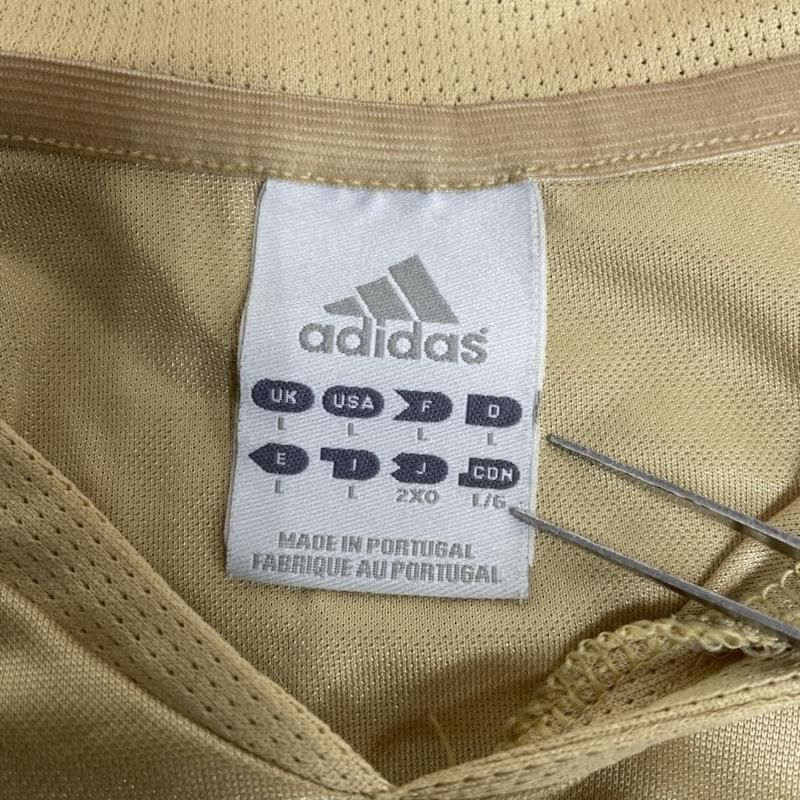 adidas
UK USA F D
L L L L
E I J CDN
L L 2XO L/G
MADE IN PORTUGAL
FABRIQUE AU PORTUGAL